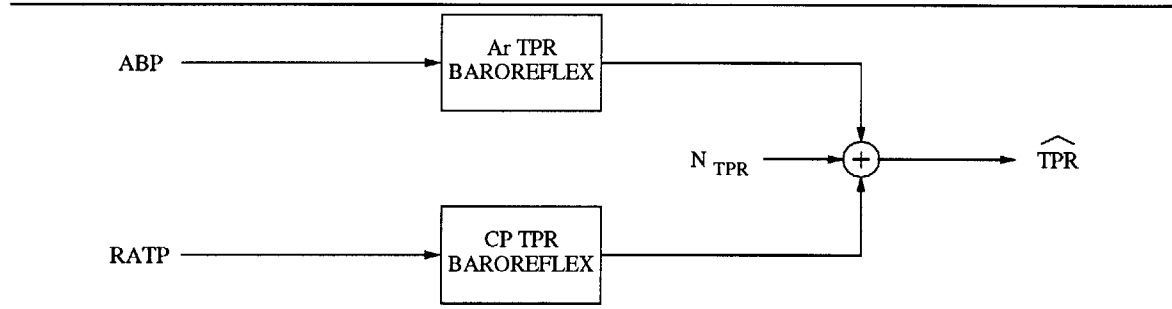 ABP
Ar TPR
BAROREFLEX
N TPR
+
TPR
RATP
CP TPR
BAROREFLEX